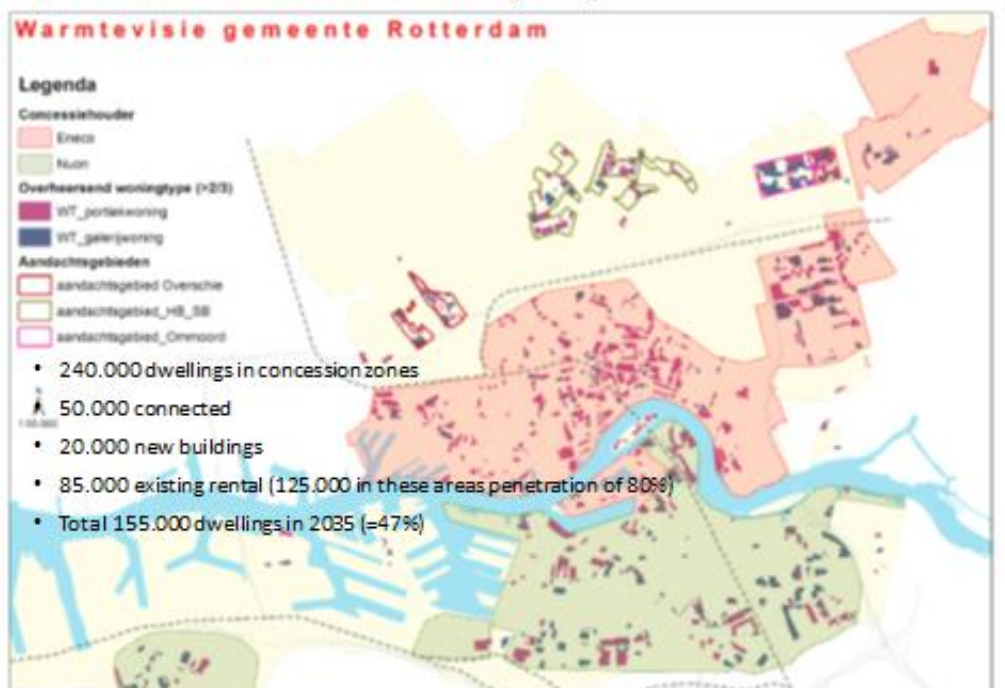 Warmtevisie gemeente Rotterdam
Legenda
Concessiehouder
Eneco
Nuon
Overheersend woningtype (>2/3)
WT_portiekwoning
WT_galerijwoning
Aandachtsgebieden
aandachtsgebied Overschie
aandachtsgebied_HB_SB
aandachtsgebied_Ommoord
• 240.000 dwellings in concession zones
• 50.000 connected
• 20.000 new buildings
• 85.000 existing rental (125.000 in these areas penetration of 80%)
• Total 155.000 dwellings in 2035 (=47%)